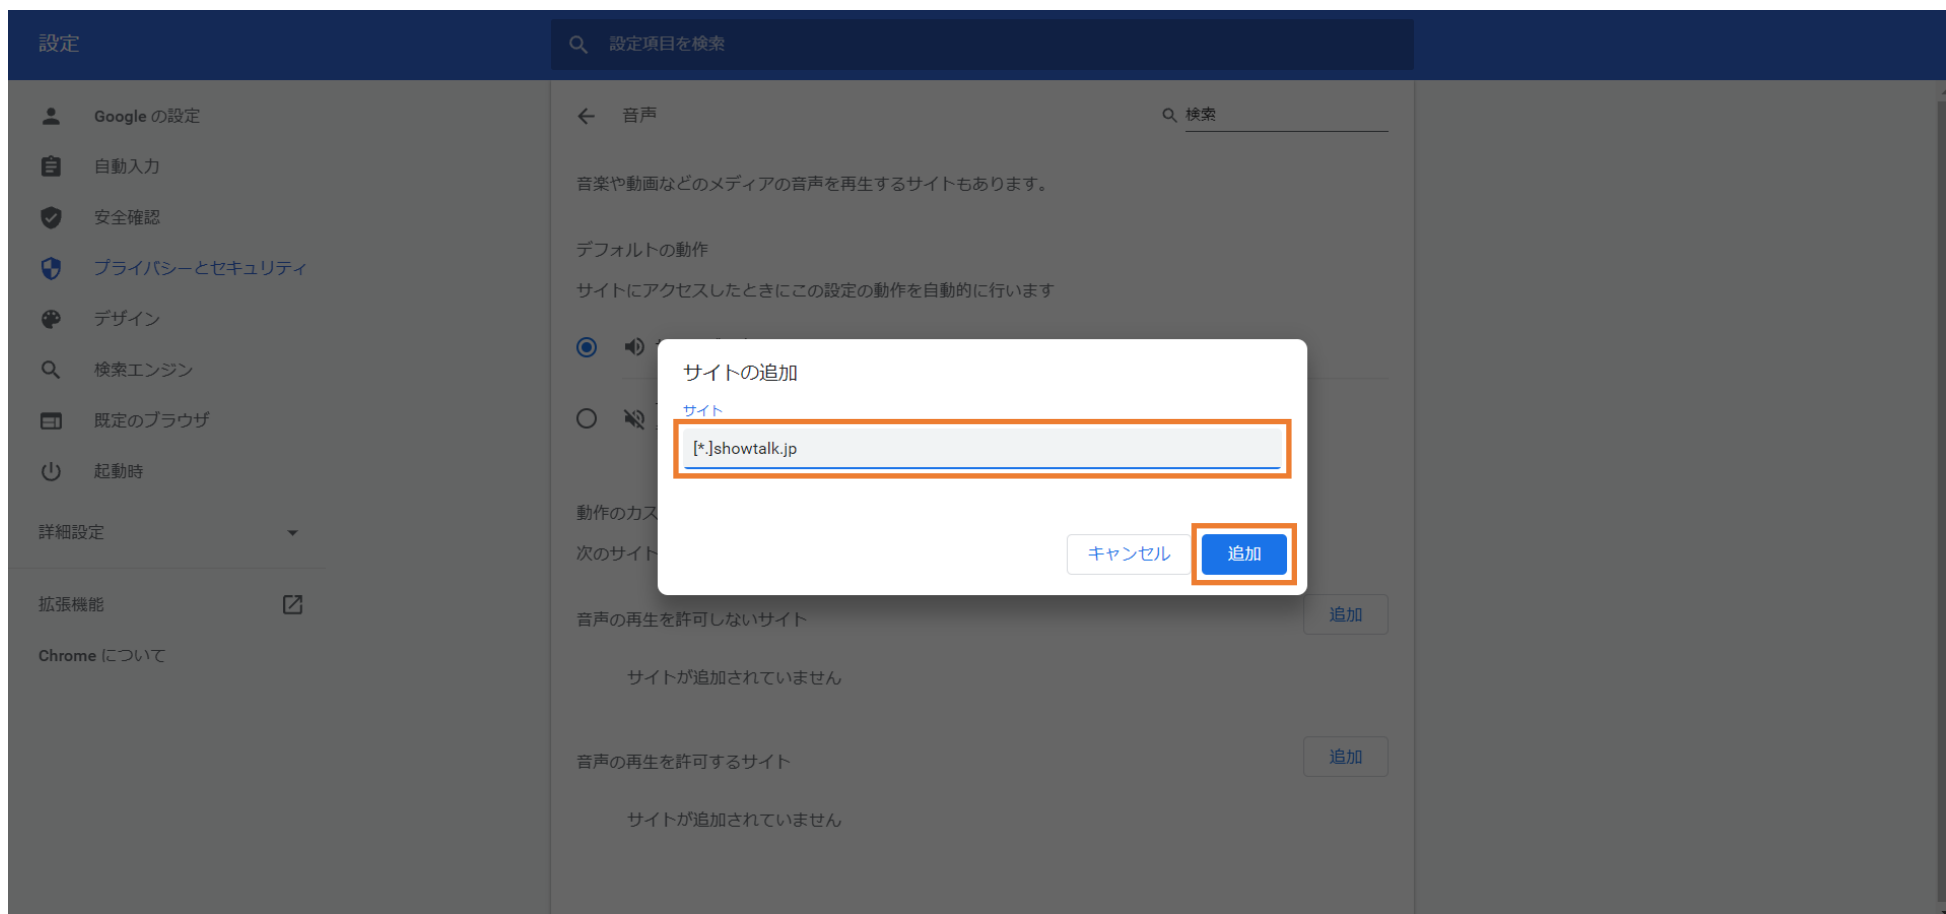 設定
設定項目を検索
Google の設定
自動入力
安全確認
プライバシーとセキュリティ
デザイン
検索エンジン
既定のブラウザ
起動時
詳細設定
拡張機能
Chrome について
音声
検索
音楽や動画などのメディアの音声を再生するサイトもあります。
デフォルトの動作
サイトにアクセスしたときにこの設定の動作を自動的に行います
サイトの追加
サイト
[*.]showtalk.jp
キャンセル
追加
動作のカス
次のサイト
音声の再生を許可しないサイト
追加
サイトが追加されていません
音声の再生を許可するサイト
追加
サイトが追加されていません